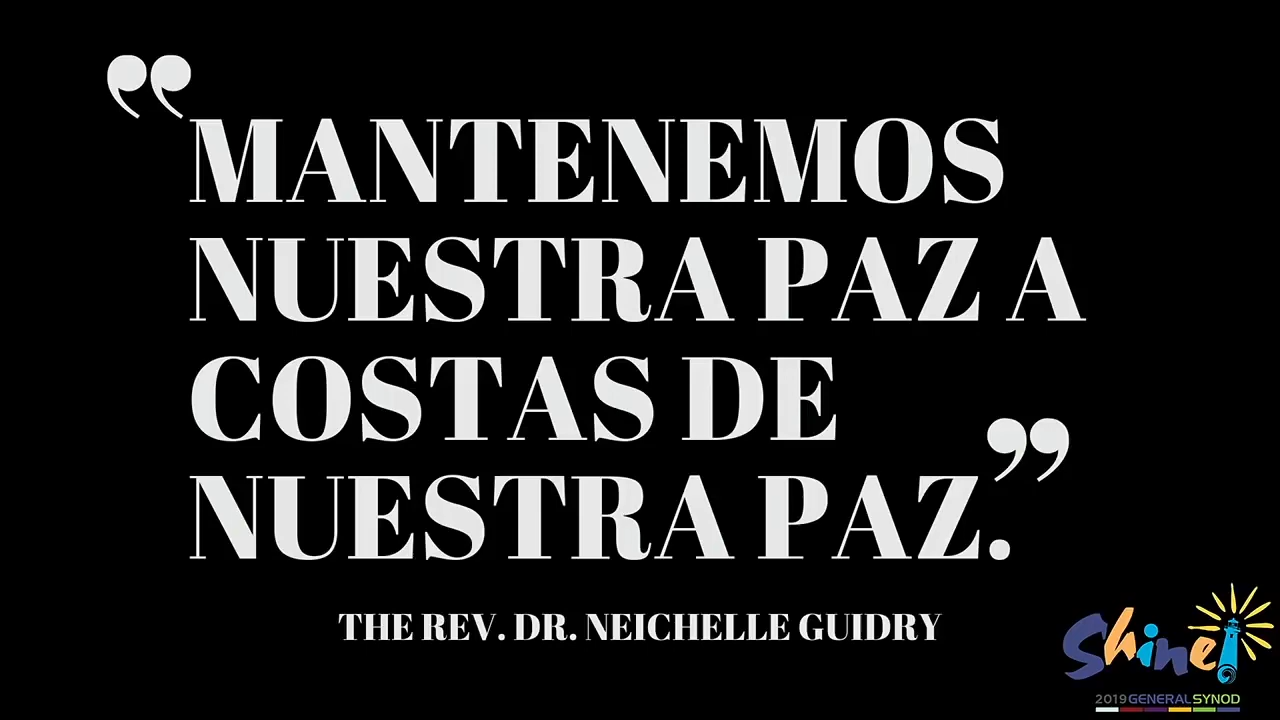 ”MANTENEMOS
NUESTRA PAZ A
COSTAS DE
NUESTRA PAZ.”
THE REV. DR. NEICHELLE GUIDRY
Shine!
2019 GENERAL SYNOD